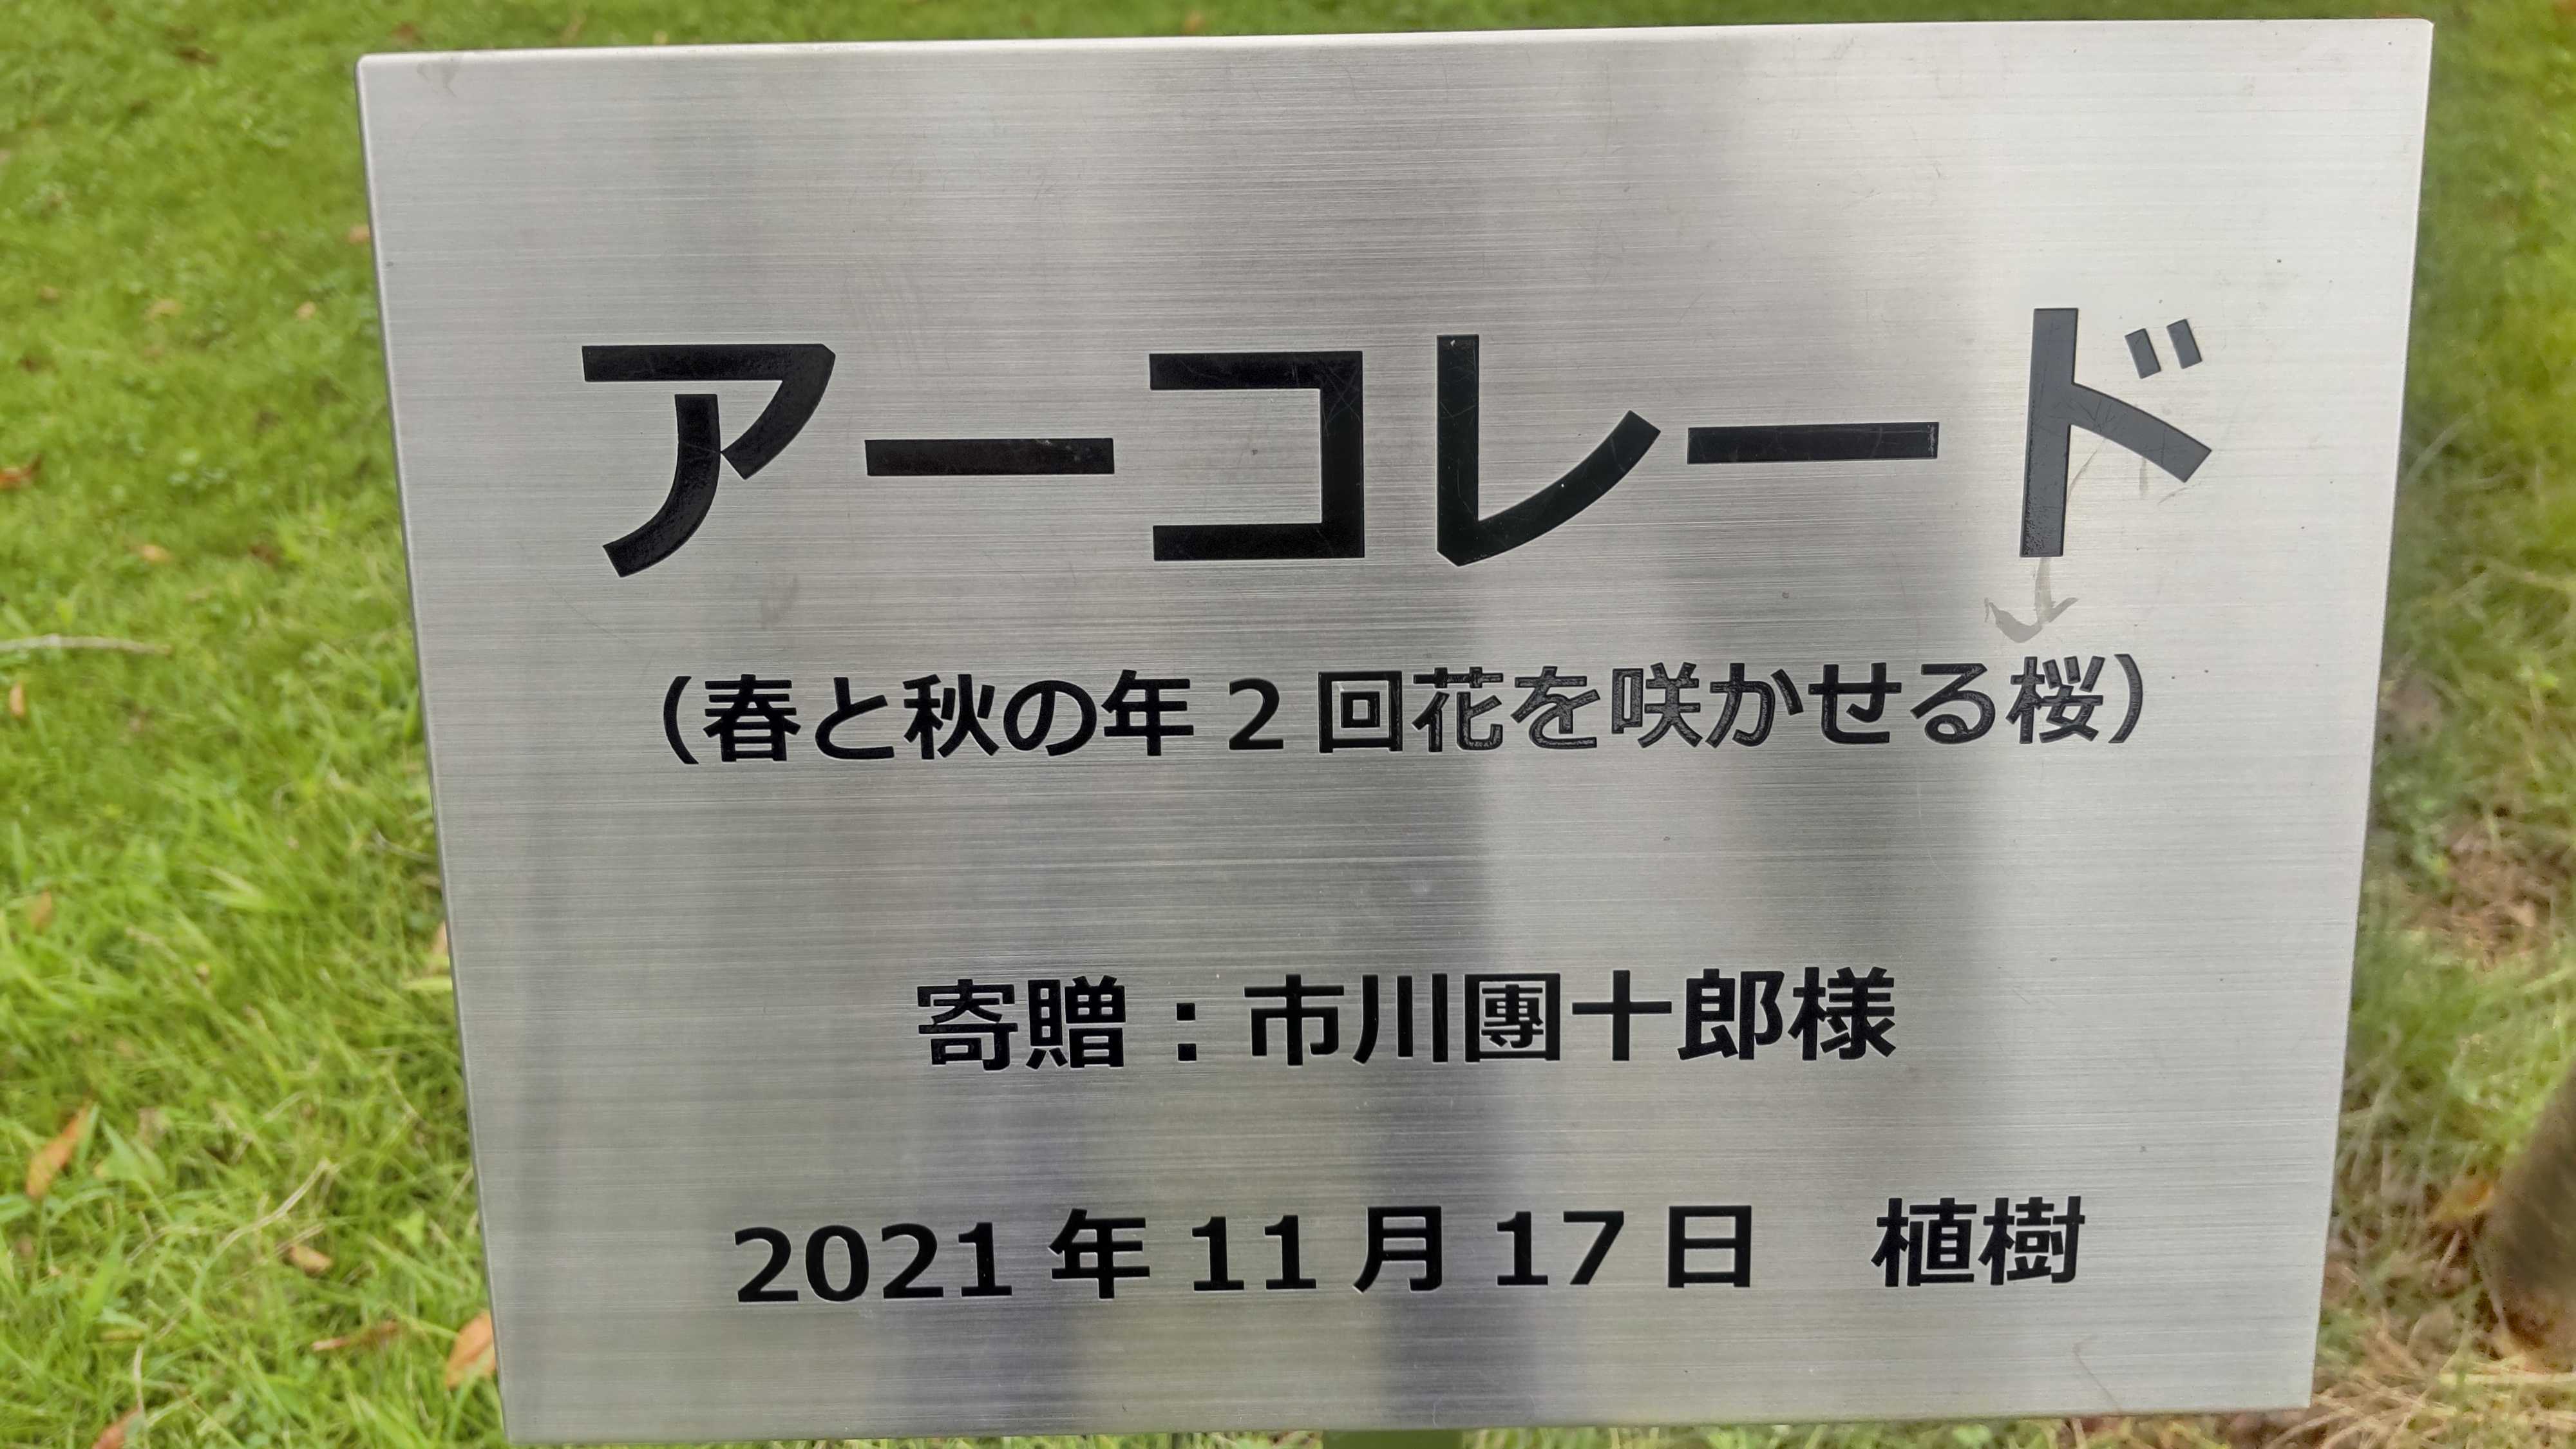 アーコレード
（春と秋の年２回花を咲かせる桜）
寄贈：市川團十郎様
2021年11月17日　植樹